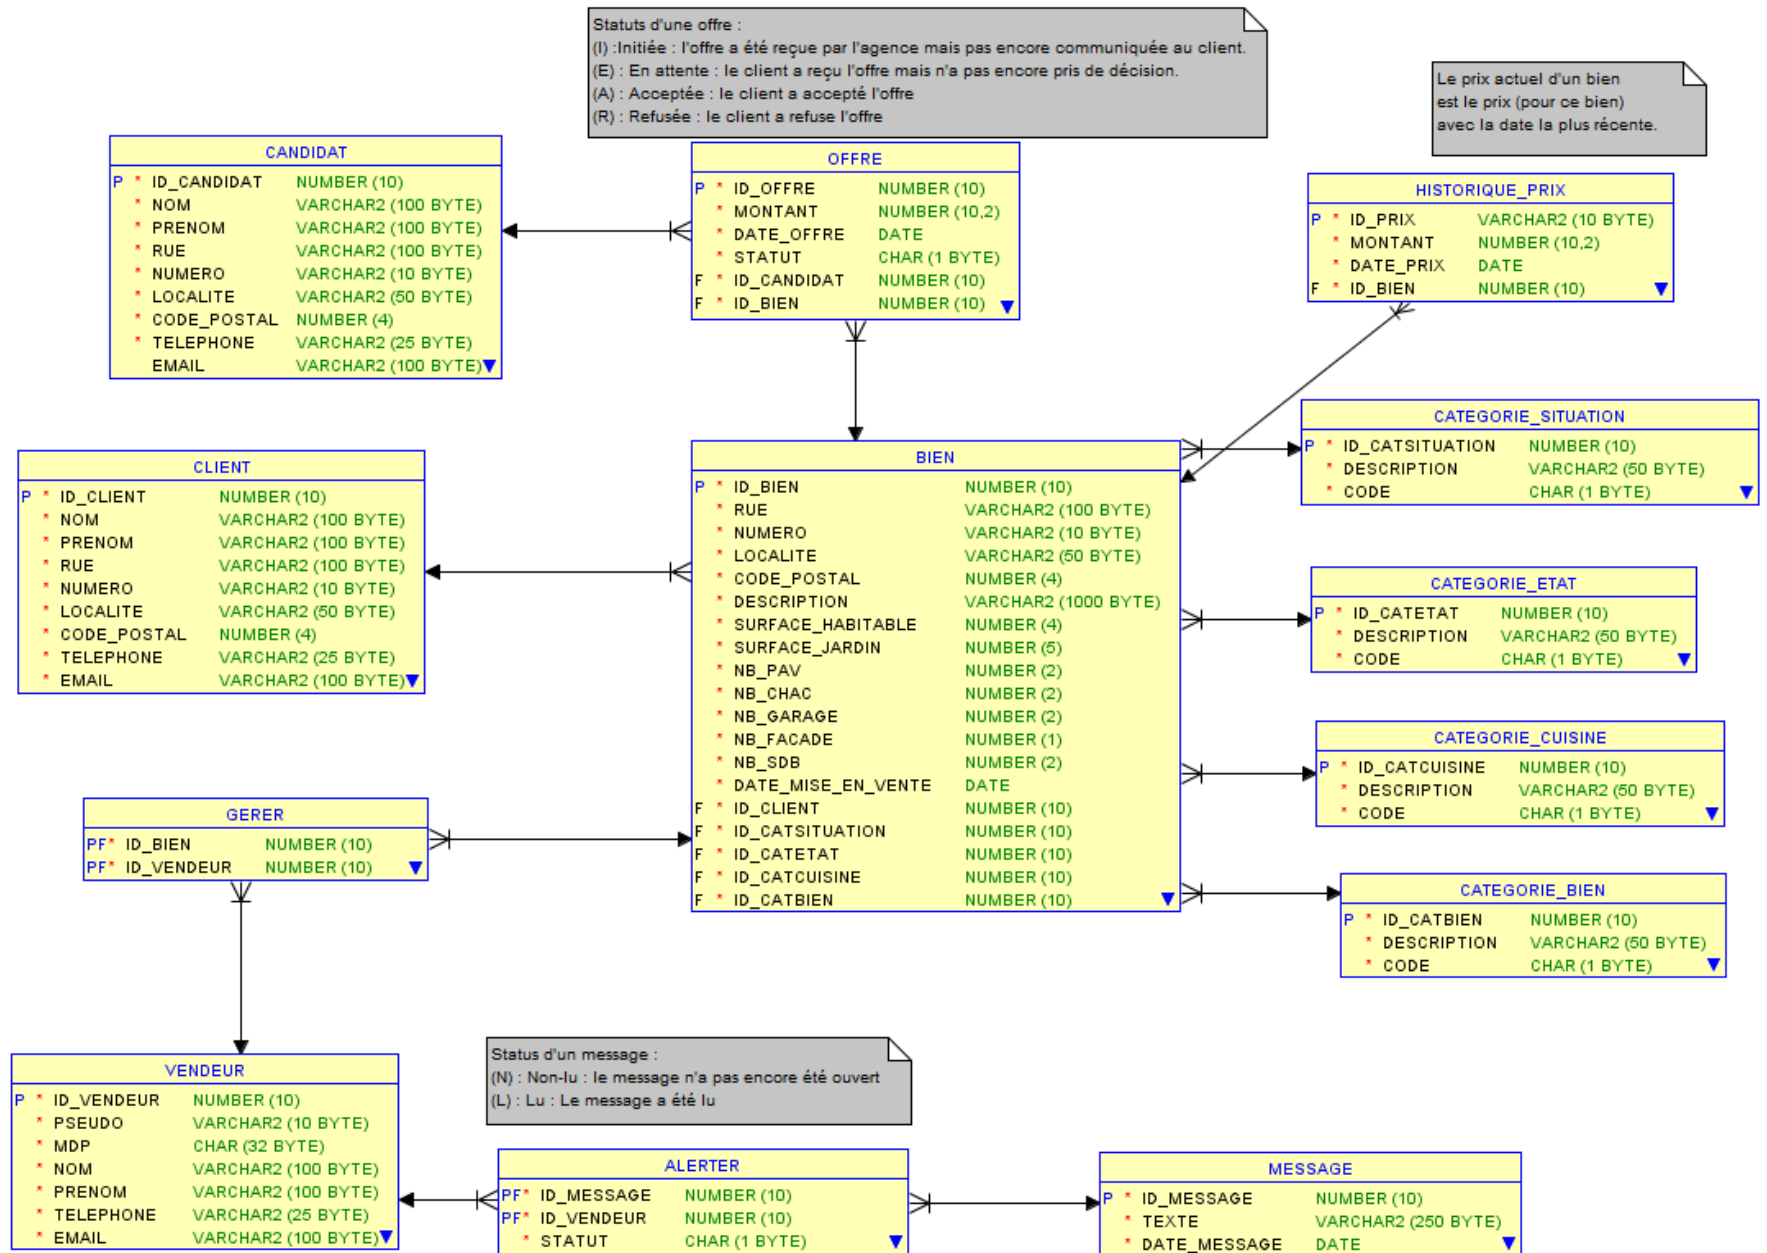 Statuts d'une offre :
(I) :Initiée : l'offre a été reçue par l'agence mais pas encore communiquée au client.
(E) : En attente : le client a reçu l'offre mais n'a pas encore pris de décision.
(A) : Acceptée : le client a accepté l'offre
(R) : Refusée : le client a refuse l'offre
Le prix actuel d'un bien
est le prix (pour ce bien)
avec la date la plus récente.
CANDIDAT
P * ID_CANDIDAT NUMBER (10)
* NOM VARCHAR2 (100 BYTE)
* PRENOM VARCHAR2 (100 BYTE)
* RUE VARCHAR2 (100 BYTE)
* NUMERO VARCHAR2 (10 BYTE)
* LOCALITE VARCHAR2 (50 BYTE)
* CODE_POSTAL NUMBER (4)
* TELEPHONE VARCHAR2 (25 BYTE)
EMAIL VARCHAR2 (100 BYTE)
OFFRE
P * ID_OFFRE NUMBER (10)
* MONTANT NUMBER (10,2)
* DATE_OFFRE DATE
* STATUT CHAR (1 BYTE)
F * ID_CANDIDAT NUMBER (10)
F * ID_BIEN NUMBER (10)
HISTORIQUE_PRIX
P * ID_PRIX VARCHAR2 (10 BYTE)
* MONTANT NUMBER (10,2)
* DATE_PRIX DATE
F * ID_BIEN NUMBER (10)
CLIENT
P * ID_CLIENT NUMBER (10)
* NOM VARCHAR2 (100 BYTE)
* PRENOM VARCHAR2 (100 BYTE)
* RUE VARCHAR2 (100 BYTE)
* NUMERO VARCHAR2 (10 BYTE)
* LOCALITE VARCHAR2 (50 BYTE)
* CODE_POSTAL NUMBER (4)
* TELEPHONE VARCHAR2 (25 BYTE)
* EMAIL VARCHAR2 (100 BYTE)
BIEN
P * ID_BIEN NUMBER (10)
* RUE VARCHAR2 (100 BYTE)
* NUMERO VARCHAR2 (10 BYTE)
* LOCALITE VARCHAR2 (50 BYTE)
* CODE_POSTAL NUMBER (4)
* DESCRIPTION VARCHAR2 (1000 BYTE)
* SURFACE_HABITABLE NUMBER (4)
* SURFACE_JARDIN NUMBER (5)
* NB_PAV NUMBER (2)
* NB_CHAC NUMBER (2)
* NB_GARAGE NUMBER (2)
* NB_FACADE NUMBER (1)
* NB_SDB NUMBER (2)
* DATE_MISE_EN_VENTE DATE
F * ID_CLIENT NUMBER (10)
F * ID_CATSITUATION NUMBER (10)
F * ID_CATETAT NUMBER (10)
F * ID_CATCUISINE NUMBER (10)
F * ID_CATBIEN NUMBER (10)
CATEGORIE_SITUATION
P * ID_CATSITUATION NUMBER (10)
* DESCRIPTION VARCHAR2 (50 BYTE)
* CODE CHAR (1 BYTE)
CATEGORIE_ETAT
P * ID_CATETAT NUMBER (10)
* DESCRIPTION VARCHAR2 (50 BYTE)
* CODE CHAR (1 BYTE)
CATEGORIE_CUISINE
P * ID_CATCUISINE NUMBER (10)
* DESCRIPTION VARCHAR2 (50 BYTE)
* CODE CHAR (1 BYTE)
CATEGORIE_BIEN
P * ID_CATBIEN NUMBER (10)
* DESCRIPTION VARCHAR2 (50 BYTE)
* CODE CHAR (1 BYTE)
GERER
PF* ID_BIEN NUMBER (10)
PF* ID_VENDEUR NUMBER (10)
VENDEUR
P * ID_VENDEUR NUMBER (10)
* PSEUDO VARCHAR2 (10 BYTE)
* MDP CHAR (32 BYTE)
* NOM VARCHAR2 (100 BYTE)
* PRENOM VARCHAR2 (100 BYTE)
* TELEPHONE VARCHAR2 (25 BYTE)
* EMAIL VARCHAR2 (100 BYTE)
Status d'un message :
(N) : Non-lu : le message n'a pas encore été ouvert
(L) : Lu : Le message a été lu
ALERTER
PF* ID_MESSAGE NUMBER (10)
PF* ID_VENDEUR NUMBER (10)
* STATUT CHAR (1 BYTE)
MESSAGE
P * ID_MESSAGE NUMBER (10)
* TEXTE VARCHAR2 (250 BYTE)
* DATE_MESSAGE DATE